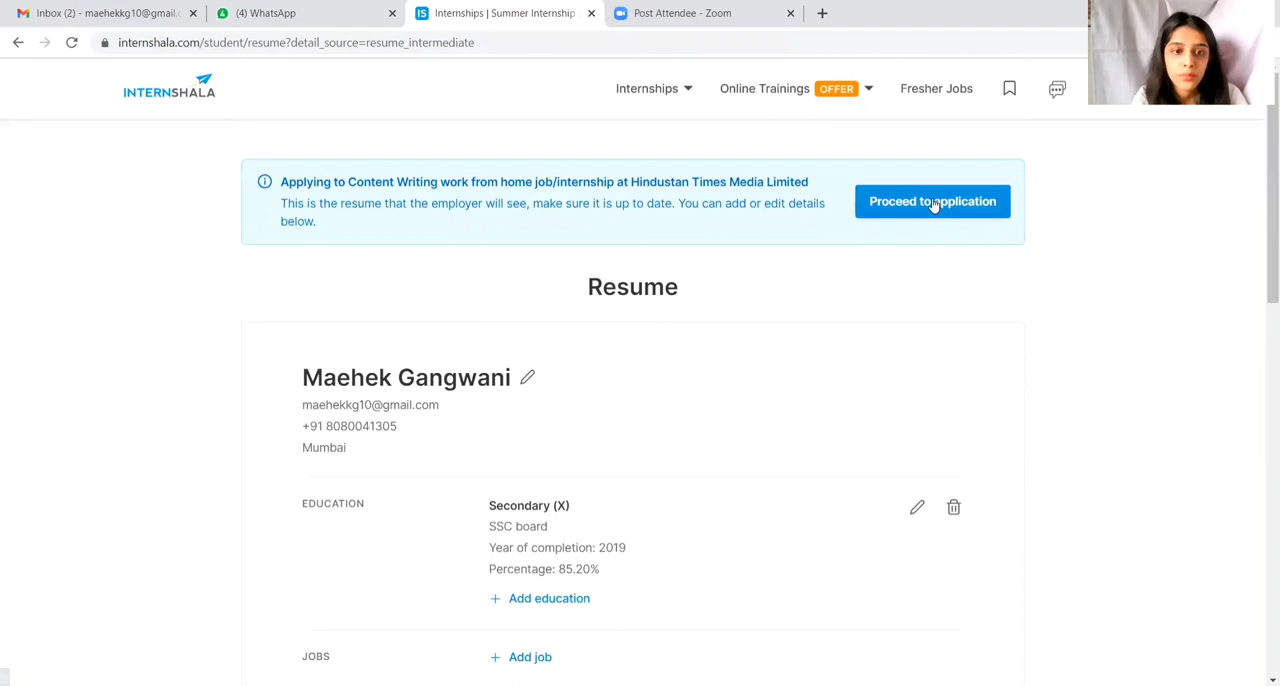 Inbox (2) - maehekkg10@gmail.c
(4) WhatsApp
Internships | Summer Internship
Post Attendee - Zoom
internshala.com/student/resume?detail_source=resume_intermediate
INTERNSHALA
Internships
Online Trainings OFFER
Fresher Jobs
Applying to Content Writing work from home job/internship at Hindustan Times Media Limited
This is the resume that the employer will see, make sure it is up to date. You can add or edit details
below.
Proceed to application
Resume
Maehek Gangwani
maehekkg10@gmail.com
+91 8080041305
Mumbai
EDUCATION
Secondary (X)
SSC board
Year of completion: 2019
Percentage: 85.20%
+ Add education
JOBS
+ Add job